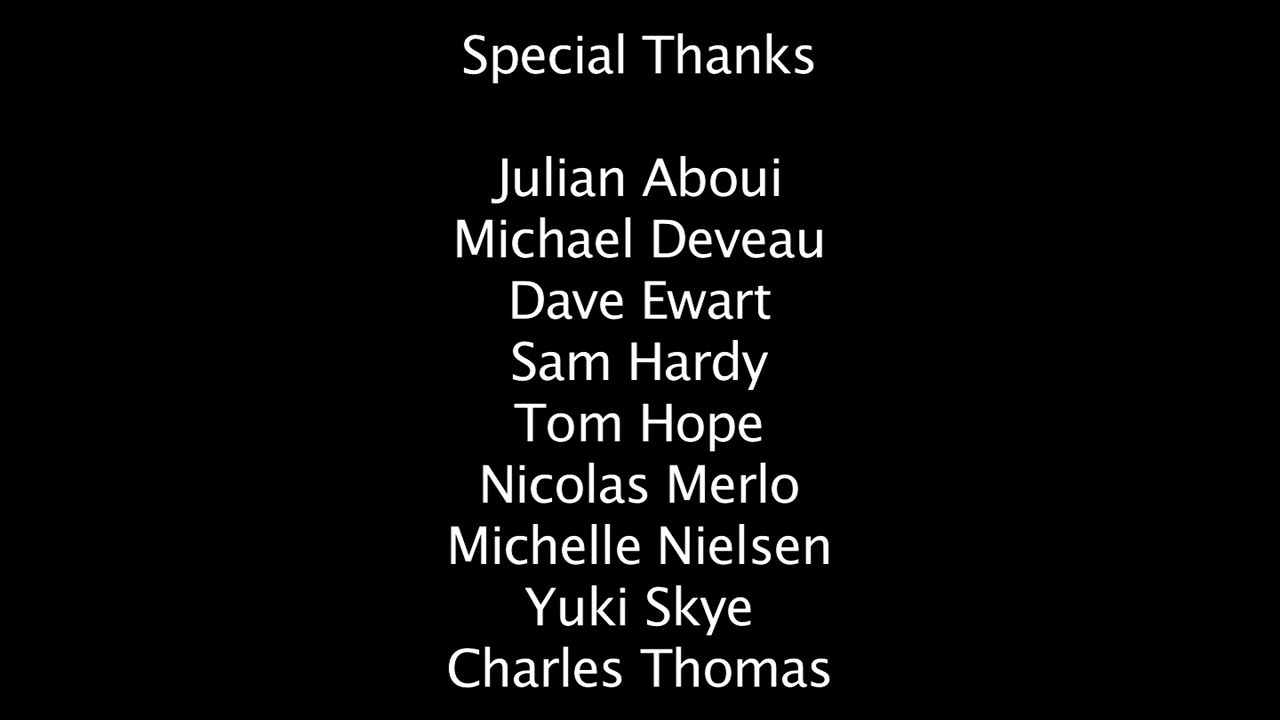 Special Thanks
Julian Aboui
Michael Deveau
Dave Ewart
Sam Hardy
Tom Hope
Nicolas Merlo
Michelle Nielsen
Yuki Skye
Charles Thomas